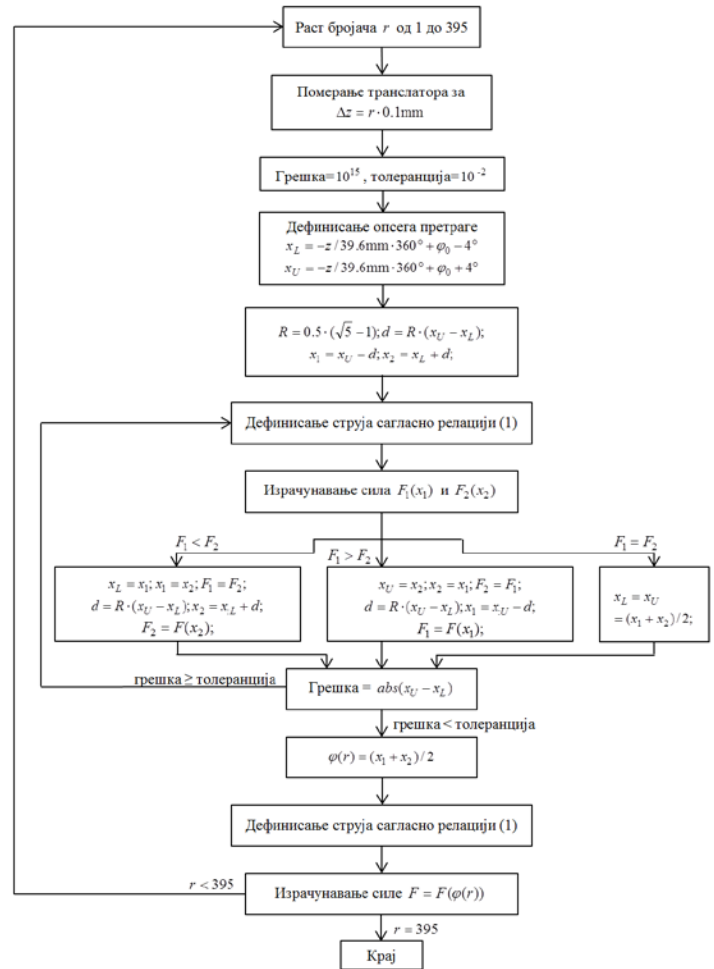 Раст бројача r од 1 до 395
Померање транслатора за
Δz = r · 0.1mm
Грешка=10^15 , толеранција=10^-2
Дефинисање опсега претраге
x_L = −z / 39.6mm · 360° + φ_0 − 4°
x_U = −z / 39.6mm · 360° + φ_0 + 4°
R = 0.5 · (√5 − 1); d = R · (x_U − x_L);
x_1 = x_U − d; x_2 = x_L + d;
Дефинисање струја сагласно релацији (1)
Израчунавање сила F_1(x_1) и F_2(x_2)
F_1 < F_2
F_1 > F_2
F_1 = F_2
x_L = x_1; x_1 = x_2; F_1 = F_2;
d = R · (x_U − x_L); x_2 = x_L + d;
F_2 = F(x_2);
x_U = x_2; x_2 = x_1; F_2 = F_1;
d = R · (x_U − x_L); x_1 = x_U − d;
F_1 = F(x_1);
x_L = x_U
= (x_1 + x_2) / 2;
грешка ≥ толеранција
Грешка = abs(x_U − x_L)
грешка < толеранција
φ(r) = (x_1 + x_2) / 2
Дефинисање струја сагласно релацији (1)
r < 395
Израчунавање силе F = F(φ(r))
r = 395
Крај